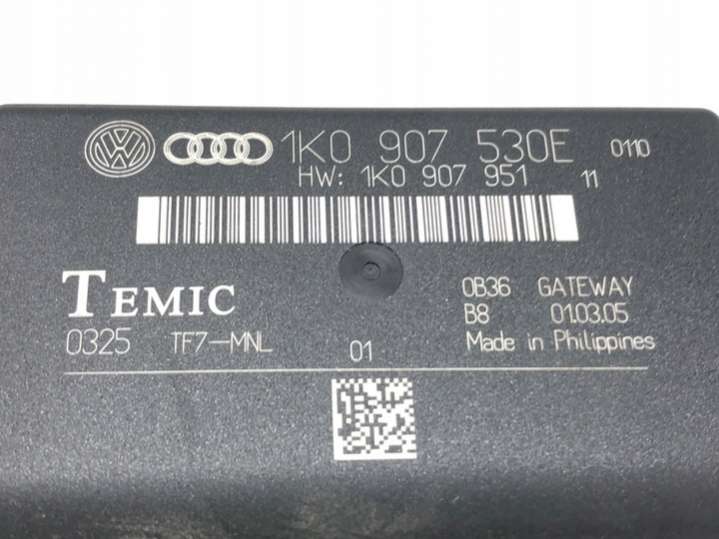 1K0 907 530E 0110
HW: 1K0 907 951 11
TEMIC
0B36 GATEWAY
B8 01.03.05
0325 TF7-MNL 01
Made in Philippines